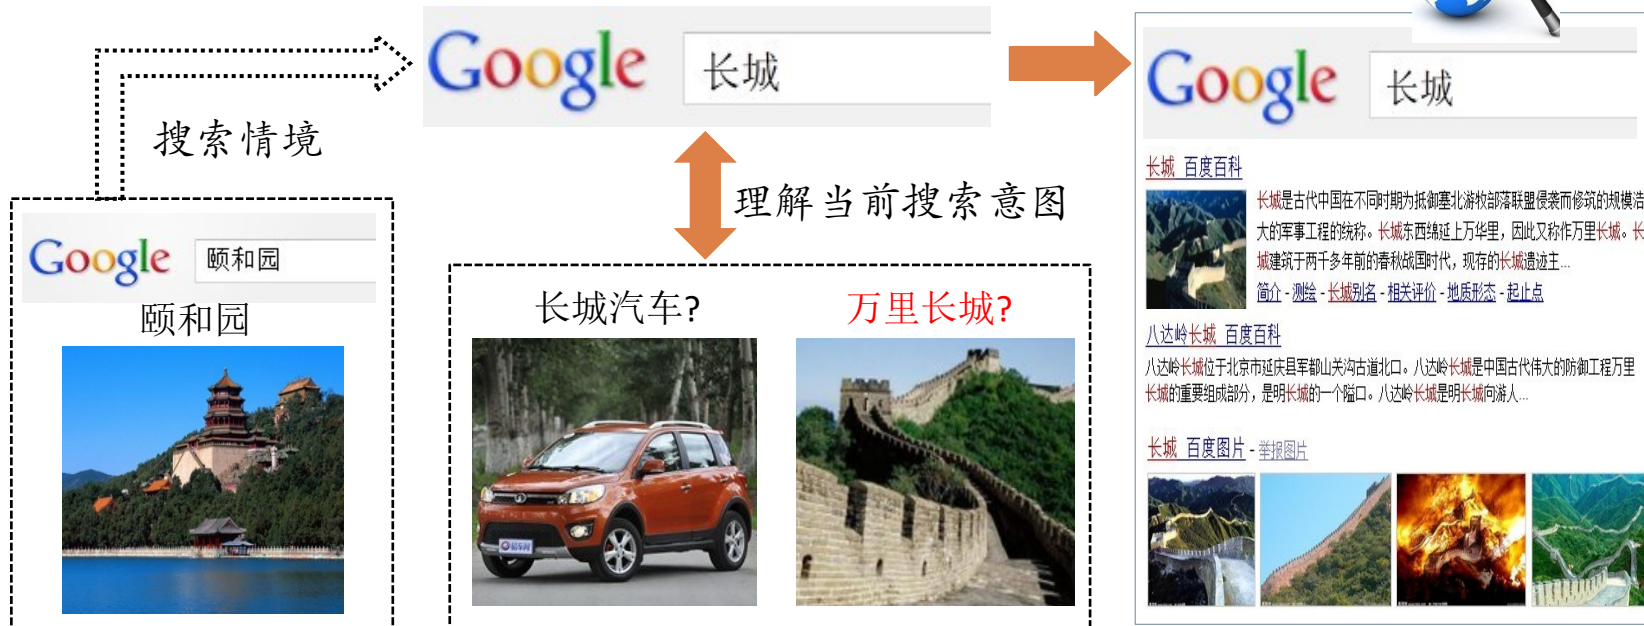 Google 长城
搜索情境
理解当前搜索意图
Google 颐和园
颐和园
长城汽车?
万里长城?
Google 长城
长城 百度百科
长城是古代中国在不同时期为抵御塞北游牧部落联盟侵袭而修筑的规模浩
大的军事工程的统称。长城东西绵延上万华里，因此又称作万里长城。长
城建筑于两千多年前的春秋战国时代，现存的长城遗迹主...
简介 - 测绘 - 长城别名 - 相关评价 - 地质形态 - 起止点
八达岭长城 百度百科
八达岭长城位于北京市延庆县军都山关沟古道北口。八达岭长城是中国古代伟大的防御工程万里
长城的重要组成部分，是明长城的一个隘口。八达岭长城是明长城向游人...
长城 百度图片 - 举报图片